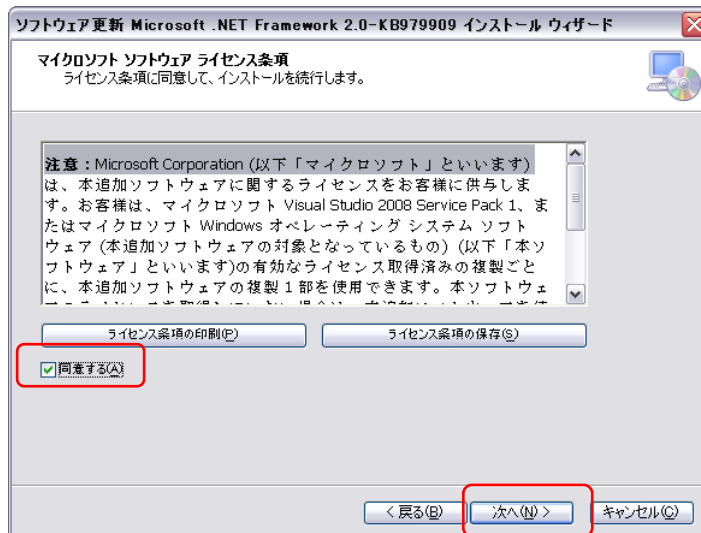 ソフトウェア更新 Microsoft .NET Framework 2.0-KB979909 インストール ウィザード
マイクロソフト ソフトウェア ライセンス条項
ライセンス条項に同意して、インストールを続行します。
注意：Microsoft Corporation (以下「マイクロソフト」といいます)
は、本追加ソフトウェアに関するライセンスをお客様に供与しま
す。お客様は、マイクロソフト Visual Studio 2008 Service Pack 1、ま
たはマイクロソフト Windows オペレーティング システム ソフト
ウェア (本追加ソフトウェアの対象となっているもの) (以下「本ソ
フトウェア」といいます)の有効なライセンス取得済みの複製ごと
に、本追加ソフトウェアの複製１部を使用できます。本ソフトウェ
ライセンス条項の印刷(P)
ライセンス条項の保存(S)
同意する(A)
< 戻る(B)
次へ(N) >
キャンセル(C)